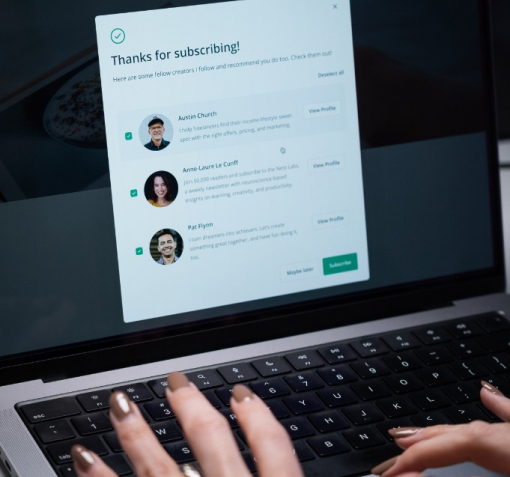 Thanks for subscribing!
Here are some fellow creators I follow and recommend you do too. Check them out!
Deselect all
Austin Church
I help freelancers find their income-lifestyle sweet
spot with the right offers, pricing, and marketing.
View Profile
Anne-Laure Le Cunff
Join 50,000 readers and subscribe to the Ness Labs,
a weekly newsletter with neuroscience-based
insights on learning, creativity, and productivity.
View Profile
Pat Flynn
I turn dreamers into achievers. Let's create
something great together, and have fun doing it,
too.
View Profile
Maybe later
Subscribe
esc